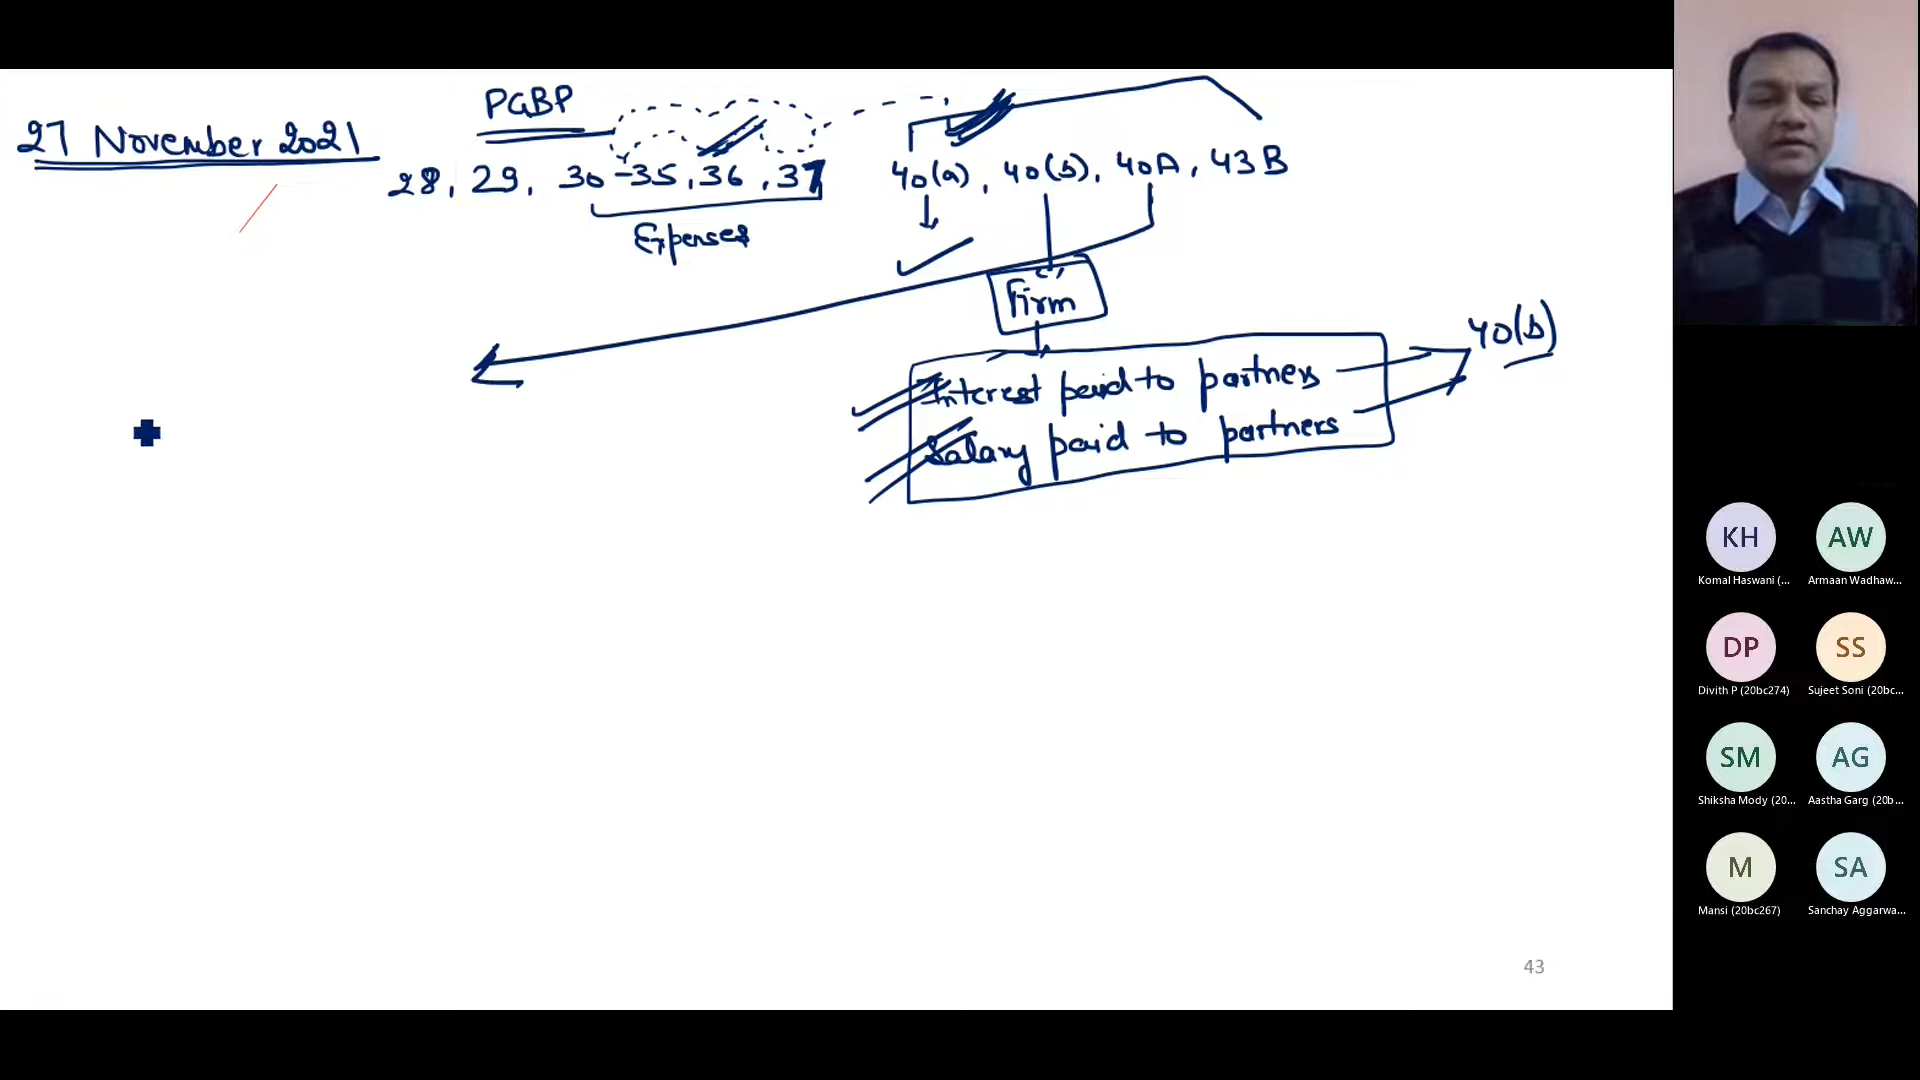 PGBP
27 November 2021
28, 29, 30-35, 36, 37 40(a), 40(b), 40A, 43B
Expenses
Firm
40(b)
Interest paid to partners
Salary paid to partners
43
KH
Komal Haswani (...
AW
Armaan Wadhaw...
DP
Divith P (20bc274)
SS
Sujeet Soni (20bc...
SM
Shiksha Mody (20...
AG
Aastha Garg (20b...
M
Mansi (20bc267)
SA
Sanchay Aggarwa...